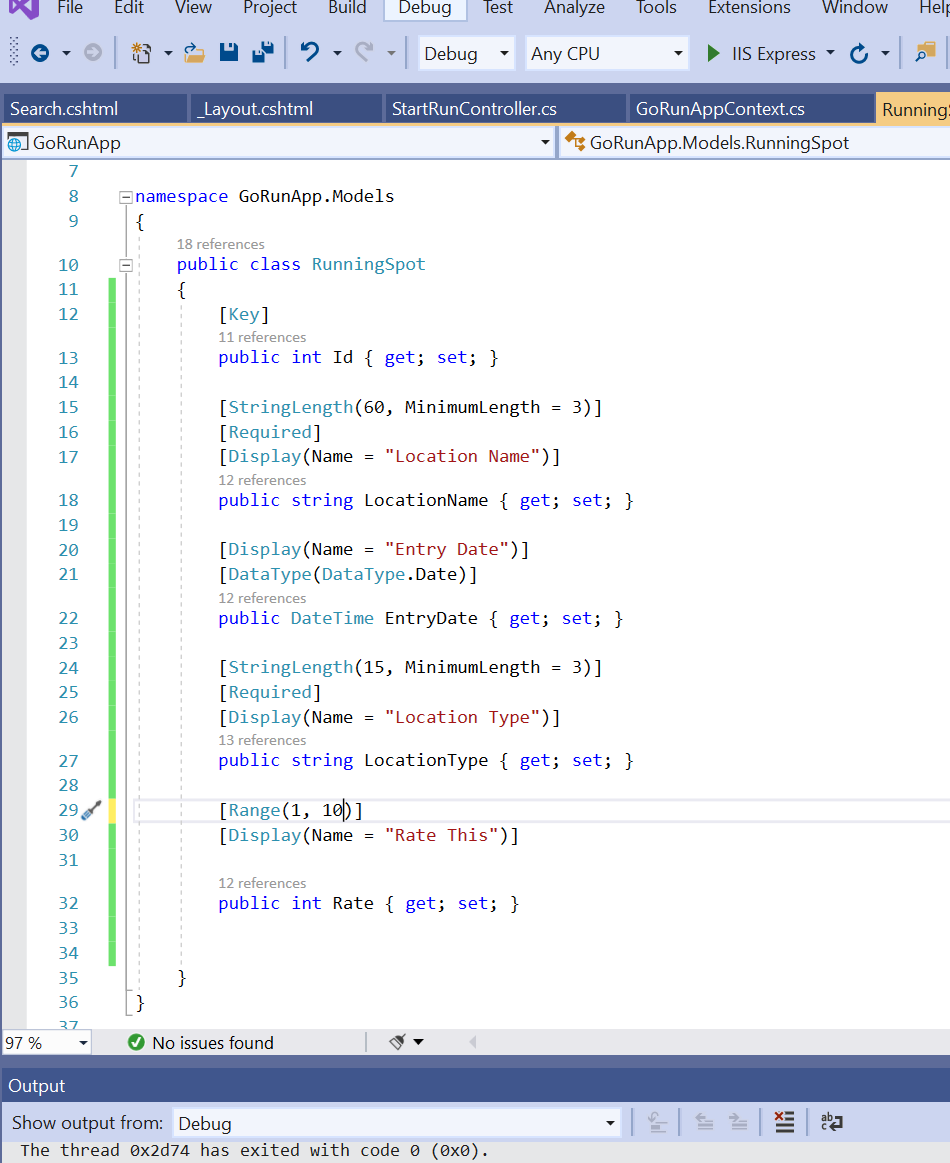 File Edit View Project Build Debug Test Analyze Tools Extensions Window
Debug Any CPU IIS Express
Search.cshtml _Layout.cshtml StartRunController.cs GoRunAppContext.cs
GoRunApp GoRunApp.Models.RunningSpot
7
8 namespace GoRunApp.Models
9 {
18 references
10 public class RunningSpot
11 {
12 [Key]
11 references
13 public int Id { get; set; }
14
15 [StringLength(60, MinimumLength = 3)]
16 [Required]
17 [Display(Name = "Location Name")]
12 references
18 public string LocationName { get; set; }
19
20 [Display(Name = "Entry Date")]
21 [DataType(DataType.Date)]
12 references
22 public DateTime EntryDate { get; set; }
23
24 [StringLength(15, MinimumLength = 3)]
25 [Required]
26 [Display(Name = "Location Type")]
13 references
27 public string LocationType { get; set; }
28
29 [Range(1, 10)]
30 [Display(Name = "Rate This")]
31
12 references
32 public int Rate { get; set; }
33
34
35 }
36 }
37
97 % No issues found
Output
Show output from: Debug
The thread 0x2d74 has exited with code 0 (0x0).